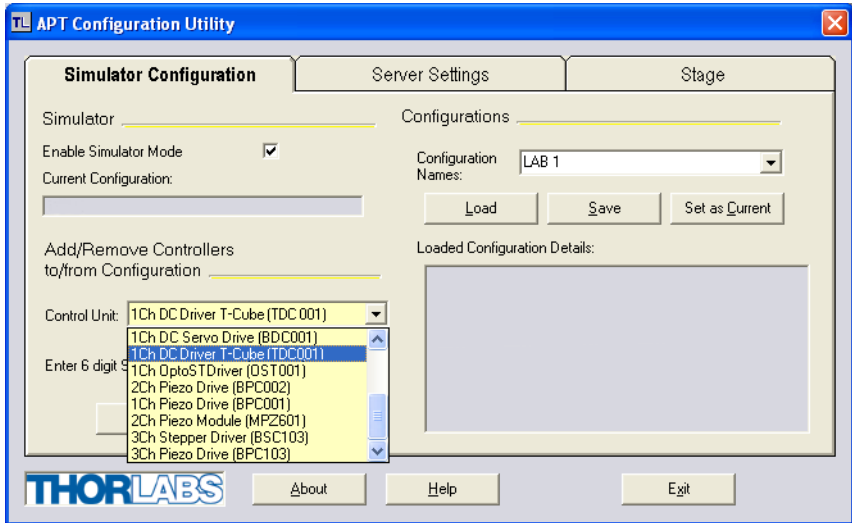 TL APT Configuration Utility
Simulator Configuration
Server Settings
Stage
Simulator
Enable Simulator Mode
Current Configuration:
Add/Remove Controllers
to/from Configuration
Control Unit:
1Ch DC Driver T-Cube (TDC001)
1Ch DC Servo Drive (BDC001)
1Ch DC Driver T-Cube (TDC001)
1Ch OptoSTDriver (OST001)
2Ch Piezo Drive (BPC002)
1Ch Piezo Drive (BPC001)
2Ch Piezo Module (MPZ601)
3Ch Stepper Driver (BSC103)
3Ch Piezo Drive (BPC103)
Enter 6 digit S
Configurations
Configuration
Names:
LAB 1
Load
Save
Set as Current
Loaded Configuration Details:
THORLABS
About
Help
Exit